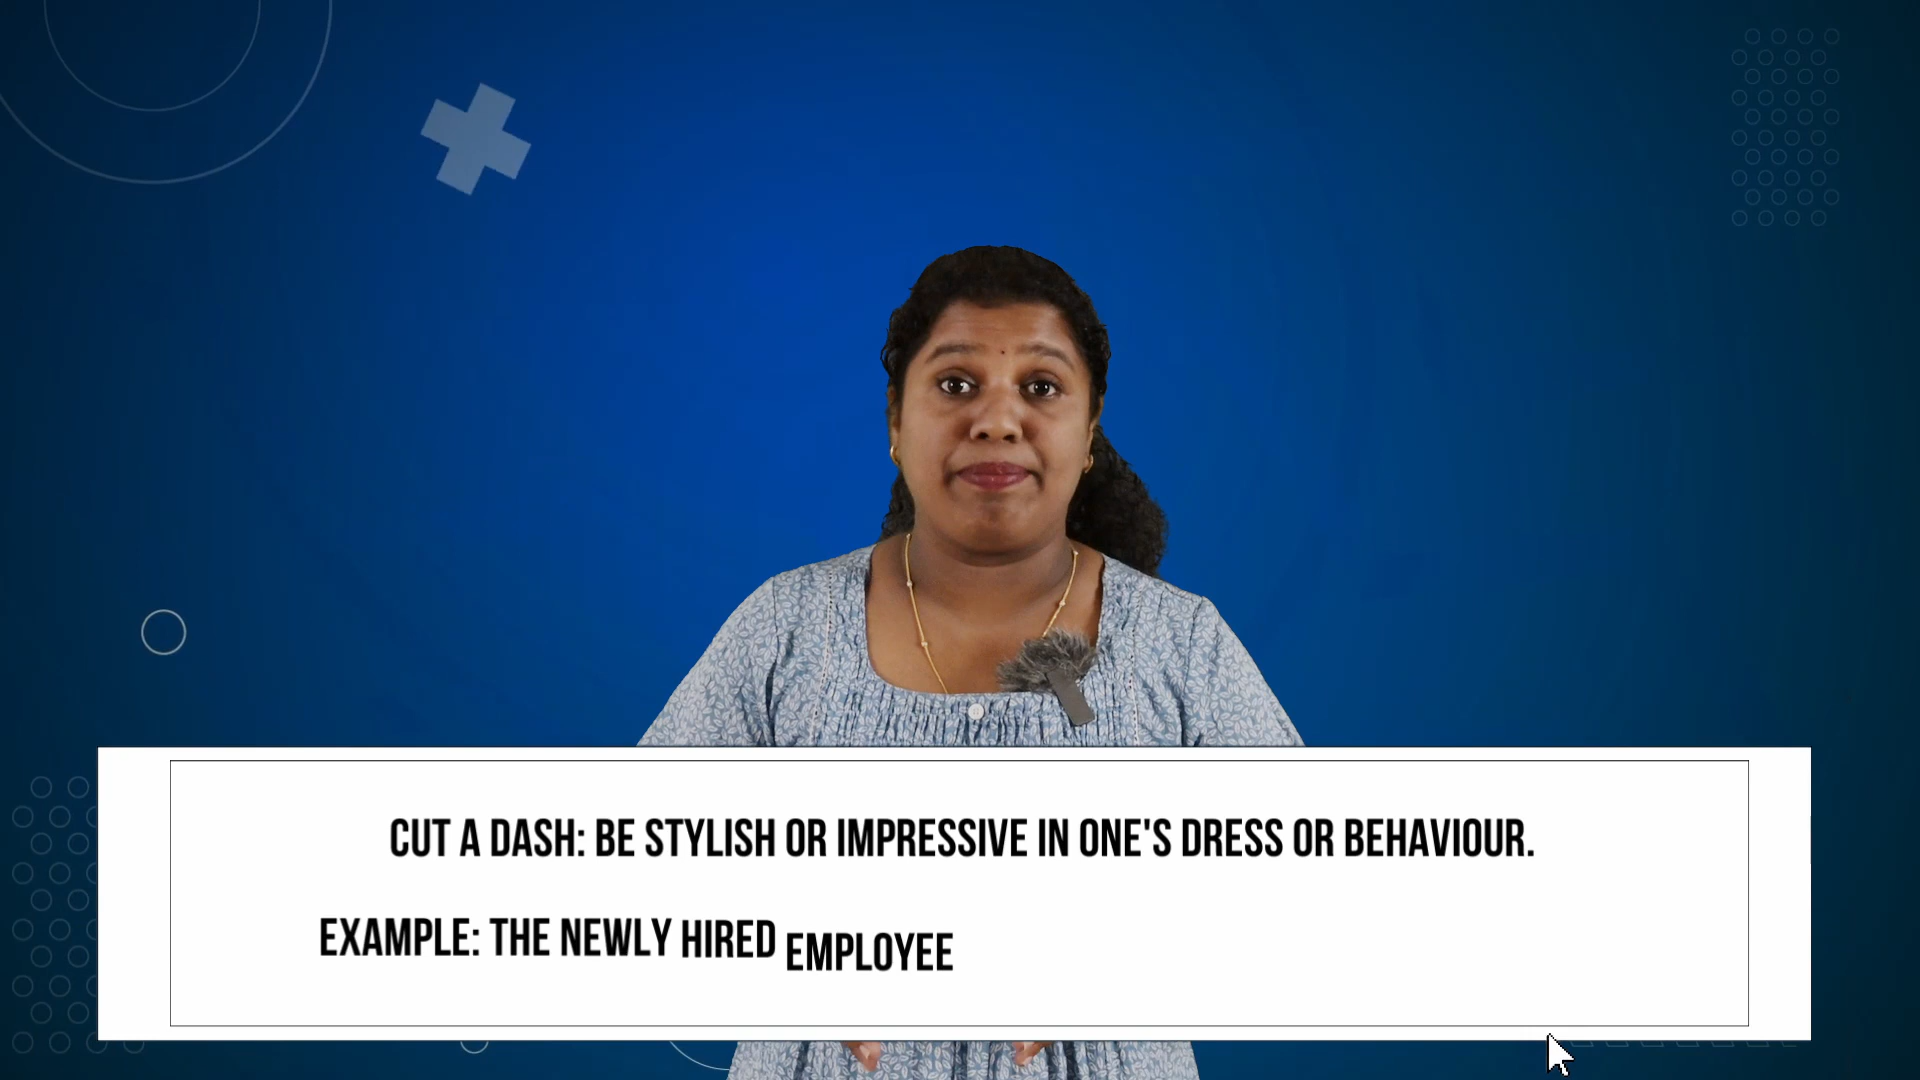 CUT A DASH: BE STYLISH OR IMPRESSIVE IN ONE'S DRESS OR BEHAVIOUR.
EXAMPLE: THE NEWLY HIRED EMPLOYEE